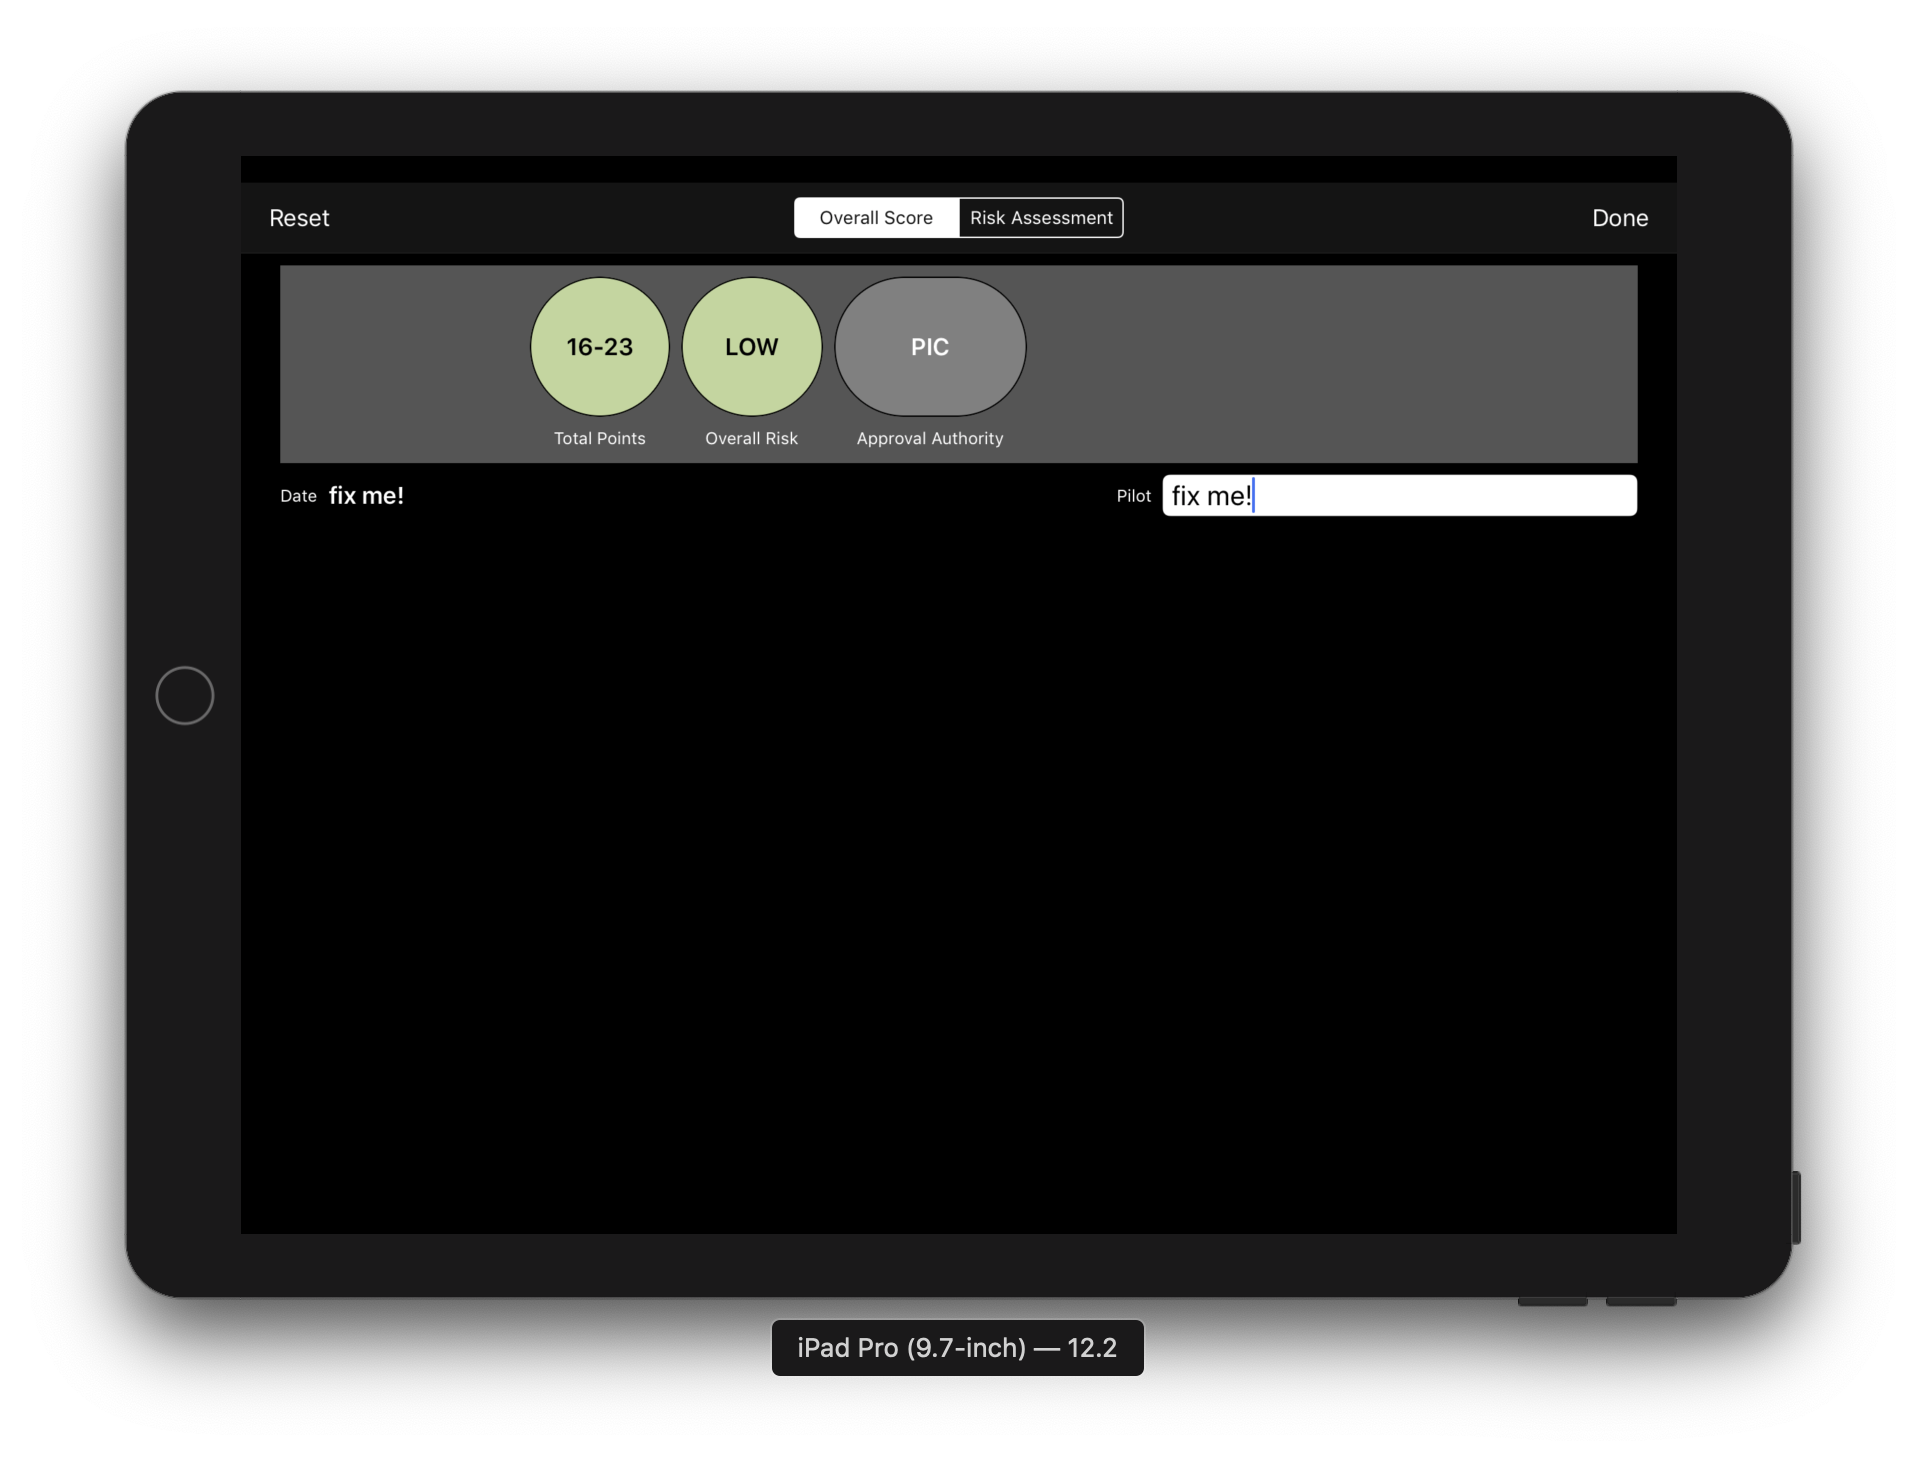 Reset
Overall Score
Risk Assessment
Done
16-23
LOW
PIC
Total Points
Overall Risk
Approval Authority
Date fix me!
Pilot fix me!
iPad Pro (9.7-inch) — 12.2